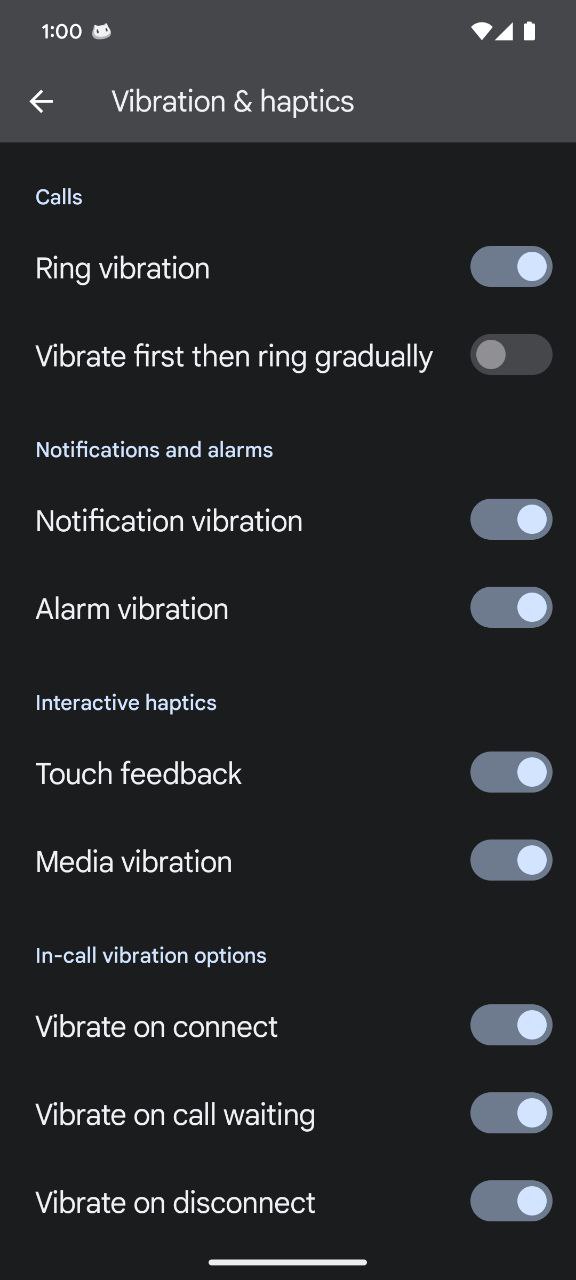 1:00
Vibration & haptics
Calls
Ring vibration
Vibrate first then ring gradually
Notifications and alarms
Notification vibration
Alarm vibration
Interactive haptics
Touch feedback
Media vibration
In-call vibration options
Vibrate on connect
Vibrate on call waiting
Vibrate on disconnect